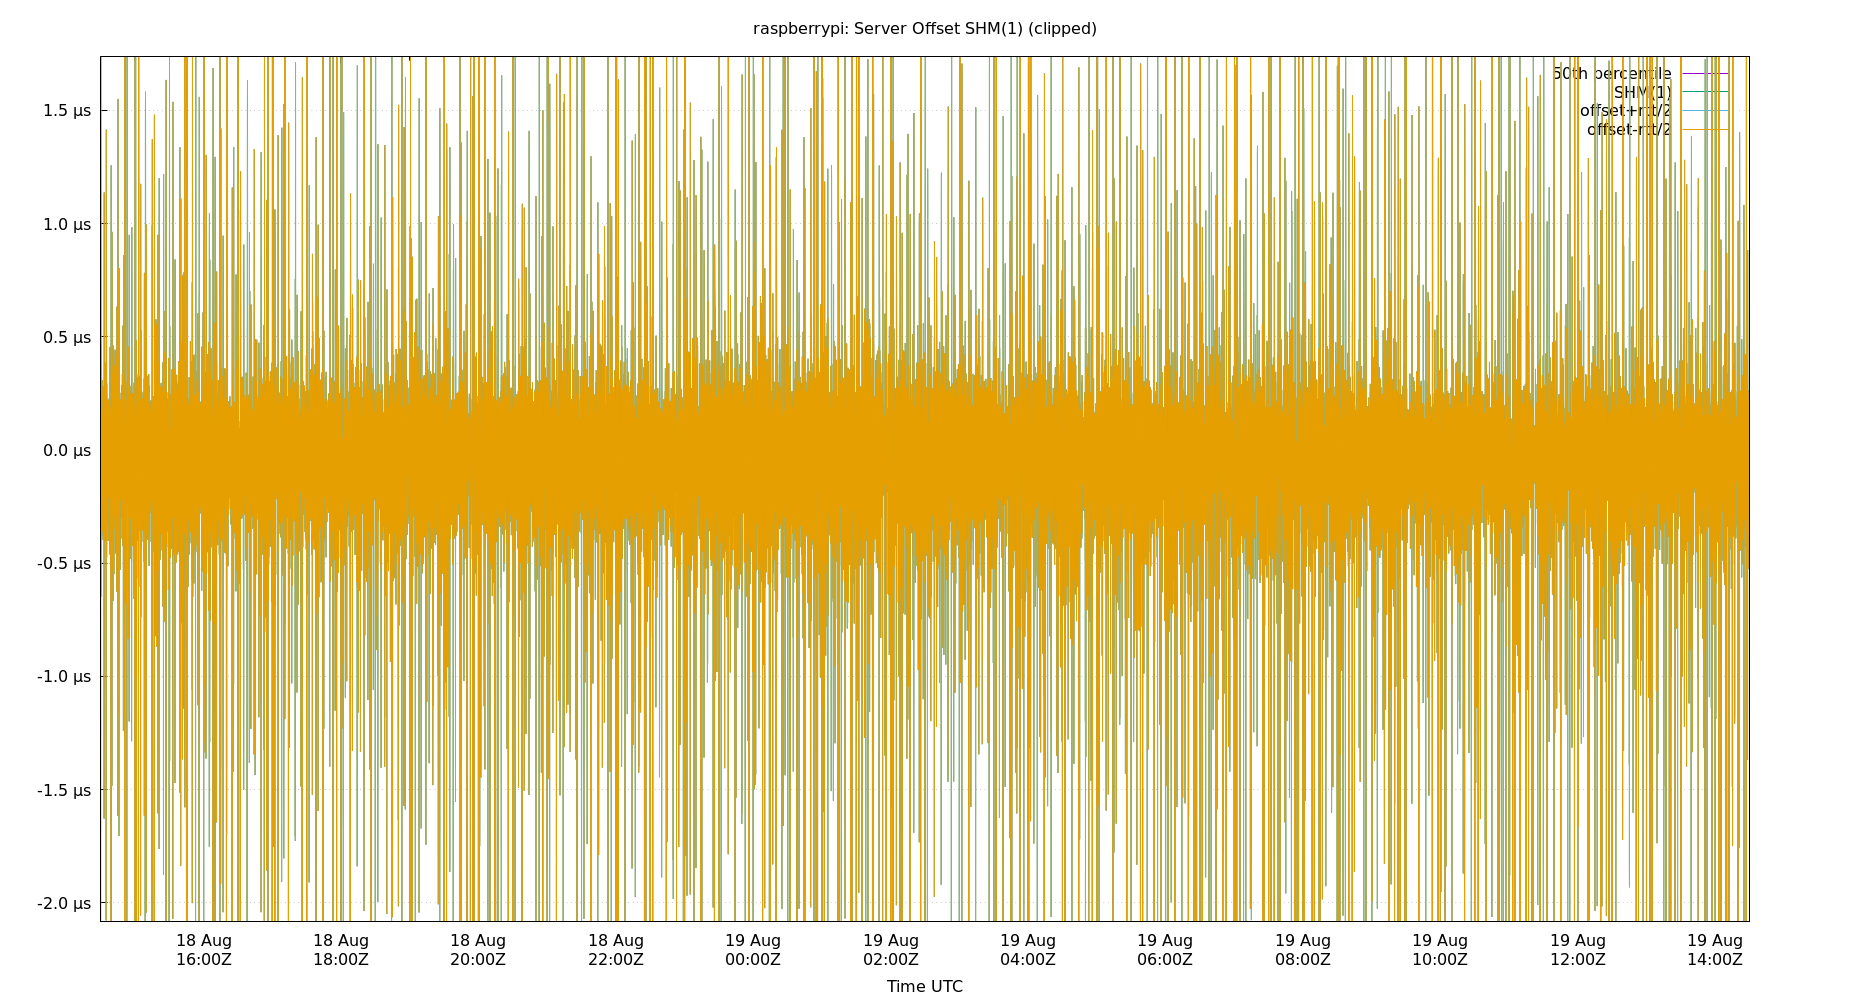 raspberrypi: Server Offset SHM(1) (clipped)
50th percentile
SHM(1)
offset+rtt/2
offset-rtt/2
1.5 µs
1.0 µs
0.5 µs
0.0 µs
-0.5 µs
-1.0 µs
-1.5 µs
-2.0 µs
18 Aug 18 Aug 18 Aug 18 Aug 19 Aug 19 Aug 19 Aug 19 Aug 19 Aug 19 Aug 19 Aug 19 Aug
16:00Z 18:00Z 20:00Z 22:00Z 00:00Z 02:00Z 04:00Z 06:00Z 08:00Z 10:00Z 12:00Z 14:00Z
Time UTC